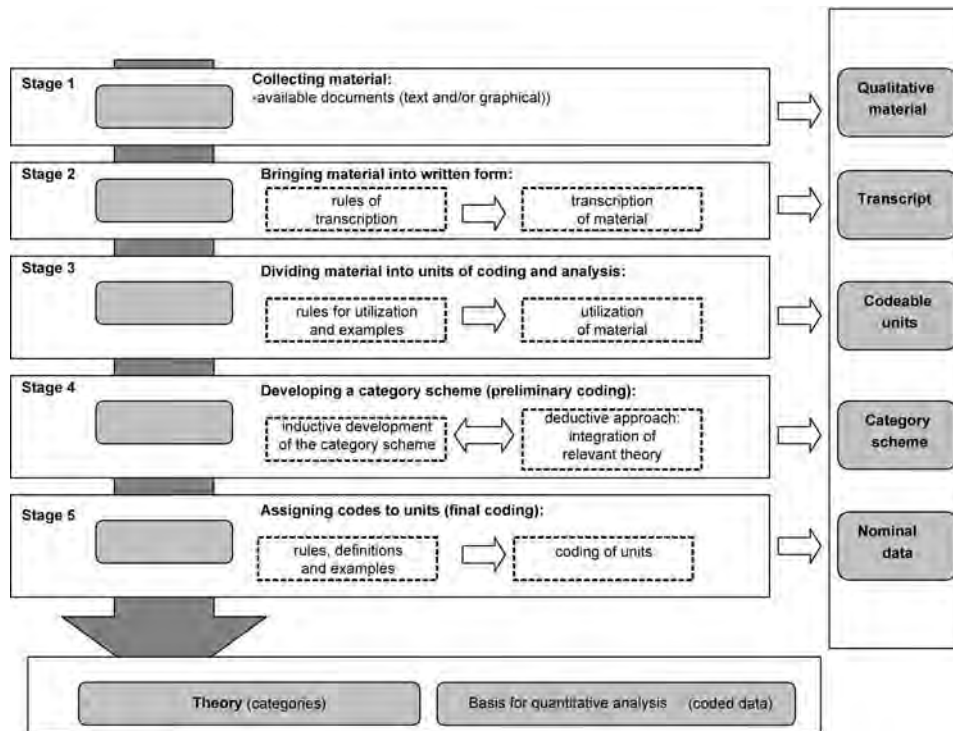 Stage 1
Collecting material:
-available documents (text and/or graphical))
Qualitative
material
Stage 2
Bringing material into written form:
rules of
transcription
transcription
of material
Transcript
Stage 3
Dividing material into units of coding and analysis:
rules for utilization
and examples
utilization
of material
Codeable
units
Stage 4
Developing a category scheme (preliminary coding):
inductive development
of the category scheme
deductive approach:
integration of
relevant theory
Category
scheme
Stage 5
Assigning codes to units (final coding):
rules, definitions
and examples
coding of units
Nominal
data
Theory (categories)
Basis for quantitative analysis (coded data)